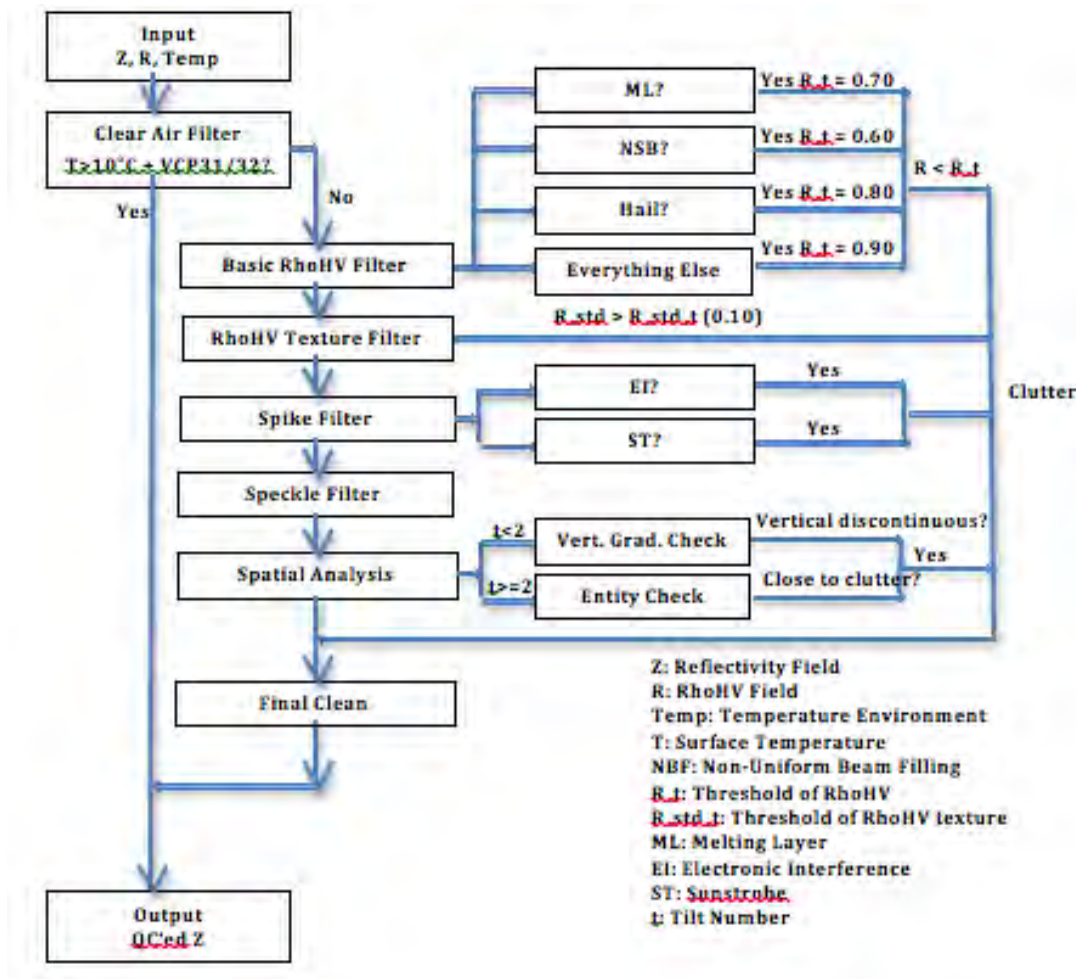 Input
Z, R, Temp
Clear Air Filter
T>10°C + VCP31/32?
Yes
No
Basic RhoHV Filter
ML?
Yes R_t = 0.70
NSB?
Yes R_t = 0.60
Hail?
Yes R_t = 0.80
Everything Else
Yes R_t = 0.90
R < R_t
RhoHV Texture Filter
R_std > R_std_t (0.10)
Clutter
Spike Filter
EI?
Yes
ST?
Yes
Speckle Filter
Spatial Analysis
t<2
Vert. Grad. Check
Vertical discontinuous?
Yes
t>=2
Entity Check
Close to clutter?
Final Clean
Z: Reflectivity Field
R: RhoHV Field
Temp: Temperature Environment
T: Surface Temperature
NBF: Non-Uniform Beam Filling
R_t: Threshold of RhoHV
R_std_t: Threshold of RhoHV texture
ML: Melting Layer
EI: Electronic Interference
ST: Sunstrobe
t: Tilt Number
Output
QC'ed Z